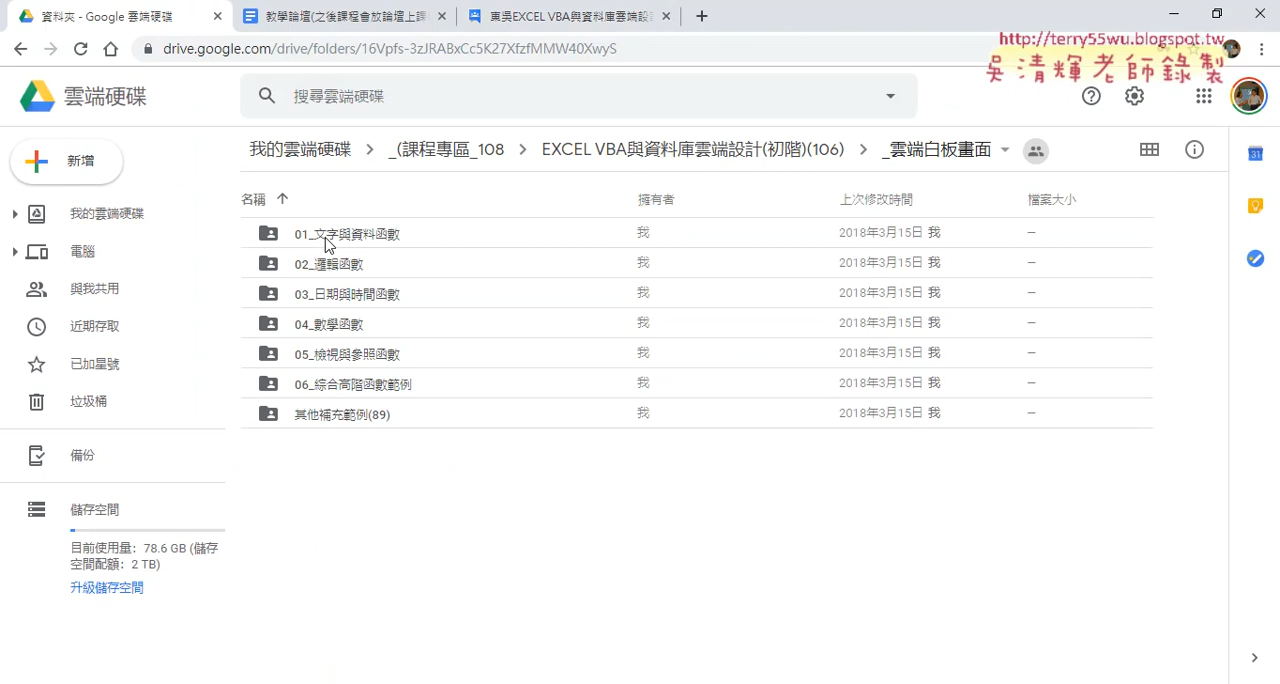 資料夾 - Google 雲端硬碟
教學論壇(之後課程會放論壇上課
東吳EXCEL VBA與資料庫雲端設
drive.google.com/drive/folders/16Vpfs-3zJRABxCc5K27XfzfMMW40XwyS
http://terry55wu.blogspot.tw
吳清輝老師錄製
雲端硬碟
搜尋雲端硬碟
新增
我的雲端硬碟
_(課程專區_108
EXCEL VBA與資料庫雲端設計(初階)(106)
_雲端白板畫面
名稱
擁有者
上次修改時間
檔案大小
01_文字與資料函數 我 2018年3月15日 我 –
02_邏輯函數 我 2018年3月15日 我 –
03_日期與時間函數 我 2018年3月15日 我 –
04_數學函數 我 2018年3月15日 我 –
05_檢視與參照函數 我 2018年3月15日 我 –
06_綜合高階函數範例 我 2018年3月15日 我 –
其他補充範例(89) 我 2018年3月15日 我 –
我的雲端硬碟
電腦
與我共用
近期存取
已加星號
垃圾桶
備份
儲存空間
目前使用量：78.6 GB (儲存
空間配額：2 TB)
升級儲存空間
31